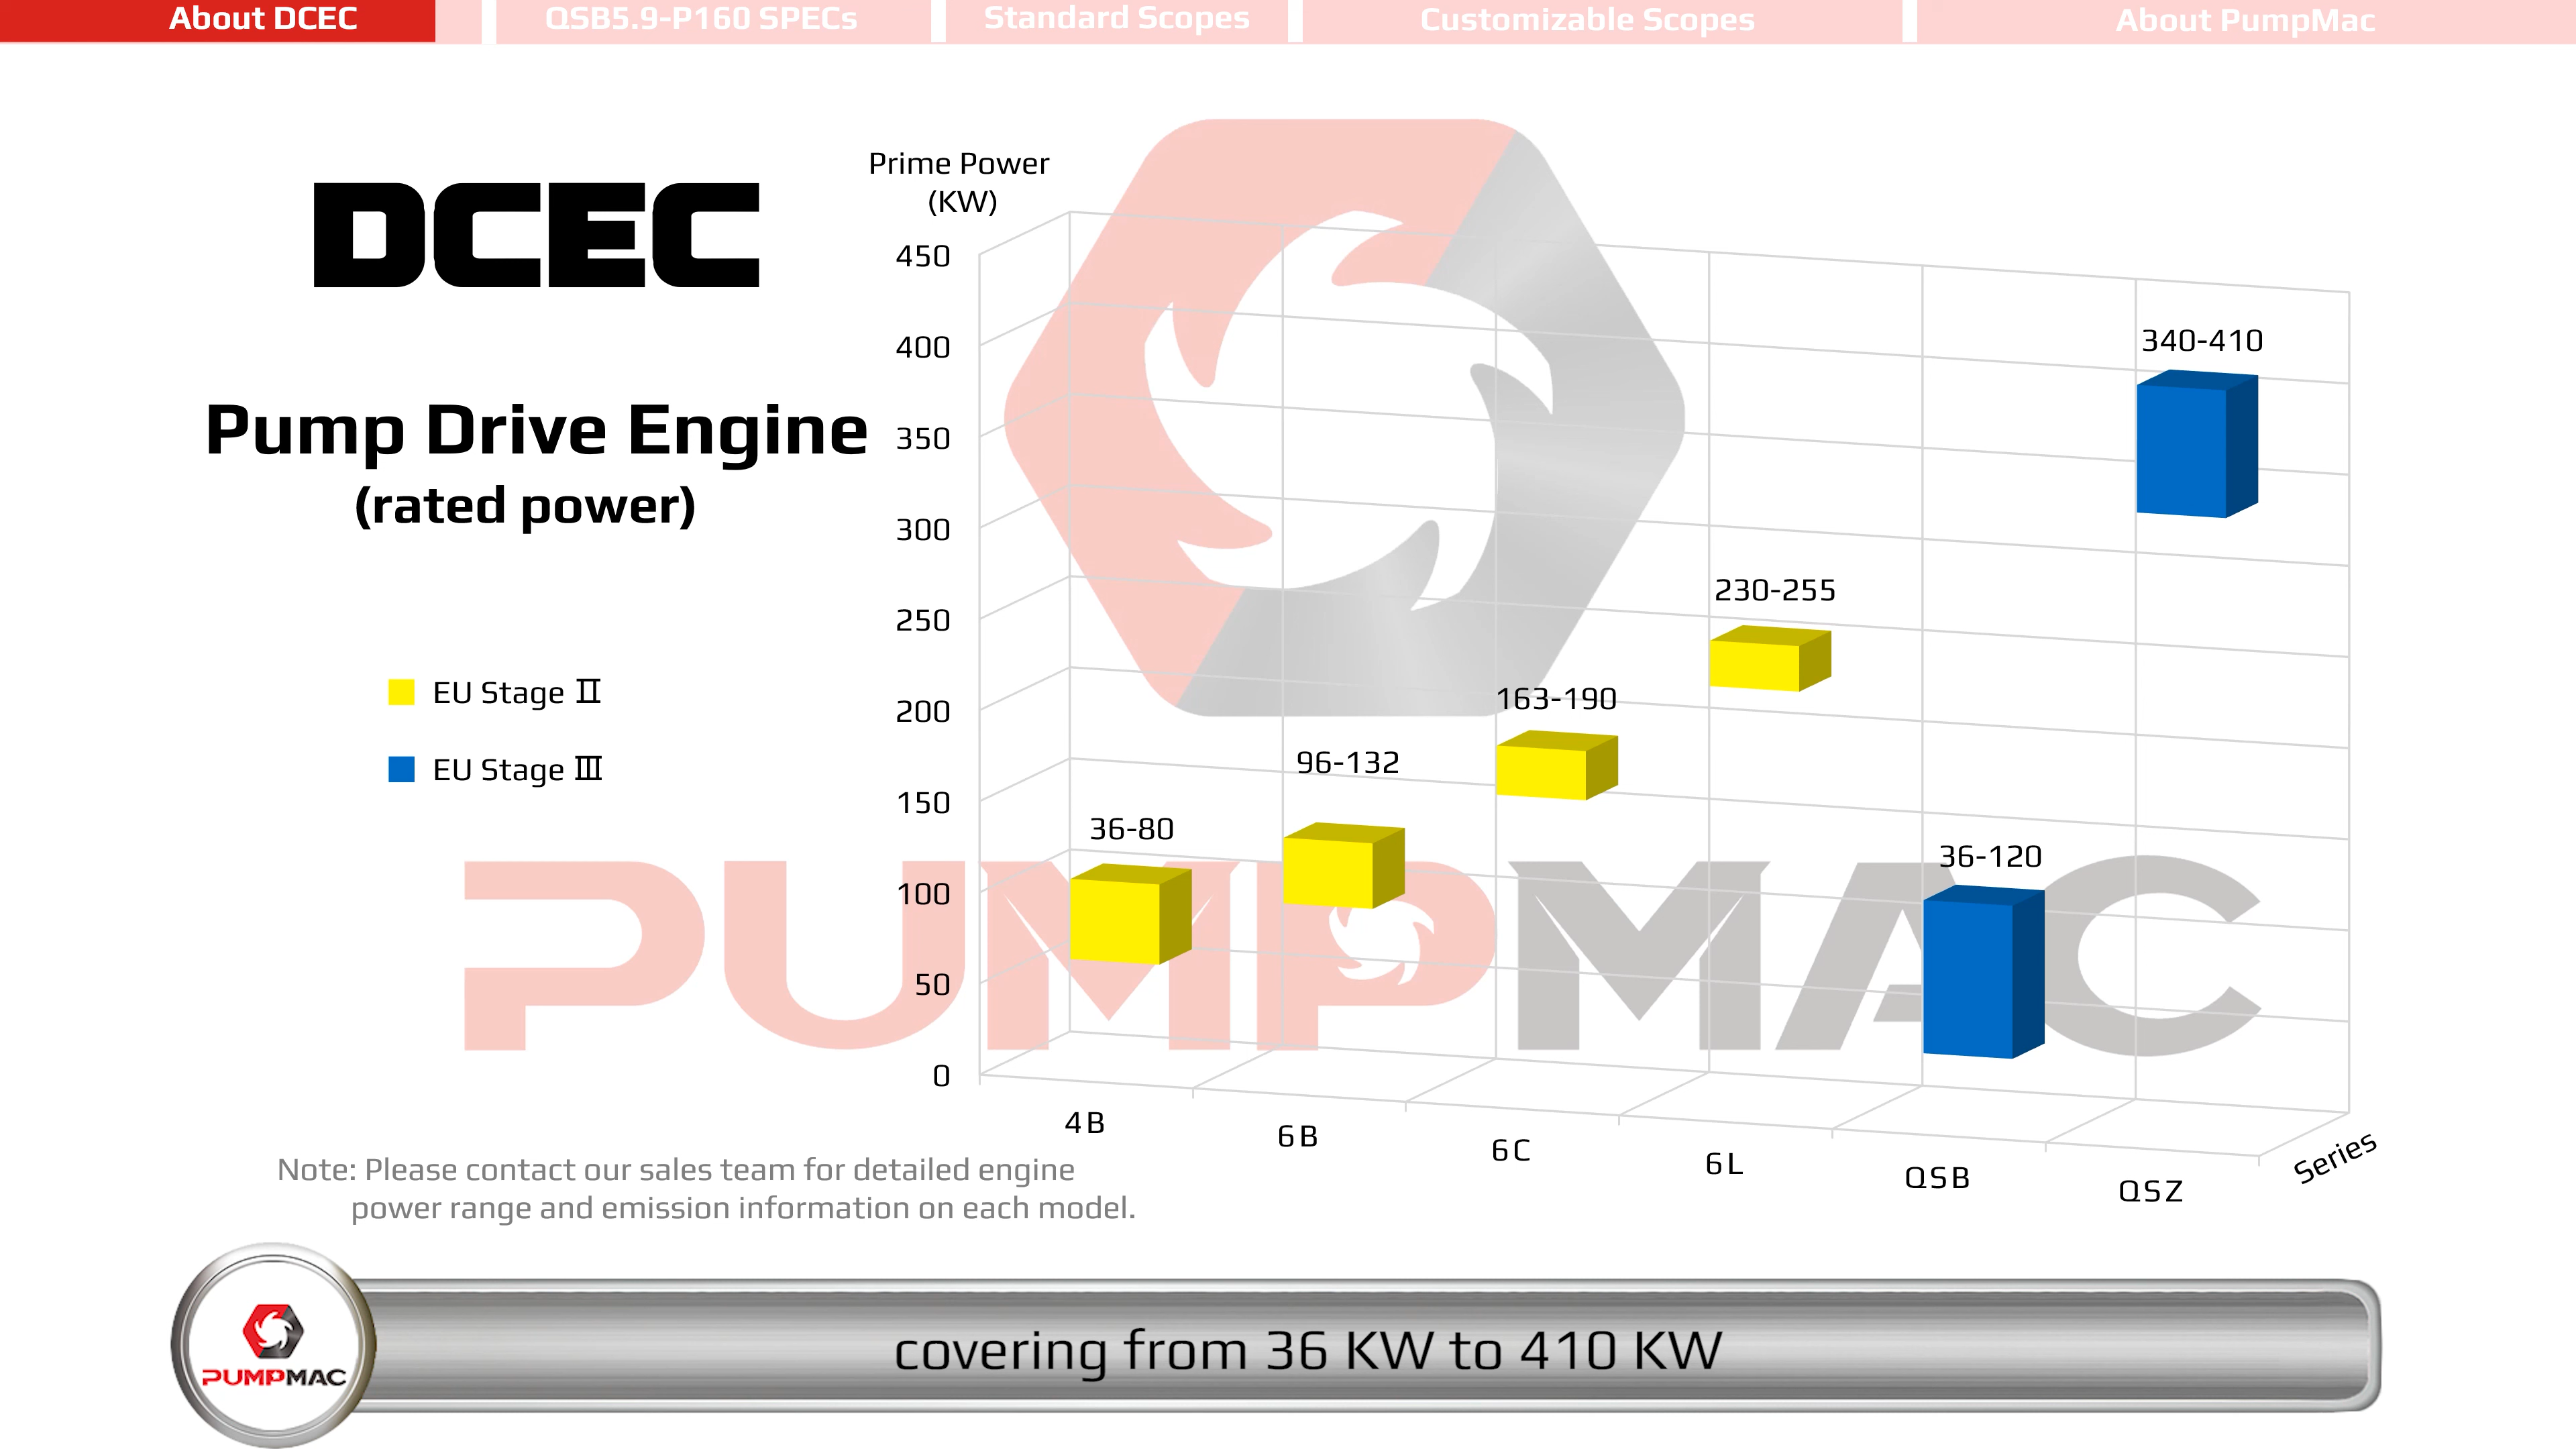 About DCEC
QSB5.9-P160 SPECs
Standard Scopes
Customizable Scopes
About PumpMac
DCEC
Pump Drive Engine
(rated power)
EU Stage Ⅱ
EU Stage Ⅲ
Prime Power
(KW)
450
400
350
300
250
200
150
100
50
0
340-410
230-255
163-190
96-132
36-80
36-120
4B
6B
6C
6L
QSB
QSZ
Series
PUMPMAC
Note: Please contact our sales team for detailed engine
power range and emission information on each model.
PUMPMAC
covering from 36 KW to 410 KW